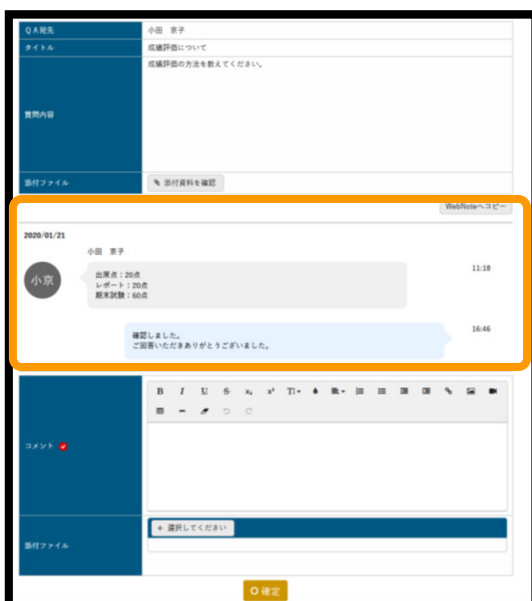 QA宛先 小田 京子
タイトル 成績評価について
質問内容 成績評価の方法を教えてください。
添付ファイル 添付資料を確認
WebNoteへコピー
2020/01/21
小田 京子
小京
出席点:20点
レポート:20点
期末試験:60点
11:18
確認しました。
ご回答いただきありがとうございました。
16:46
B I U S x₂ x² TI
コメント
添付ファイル
+ 選択してください
確定